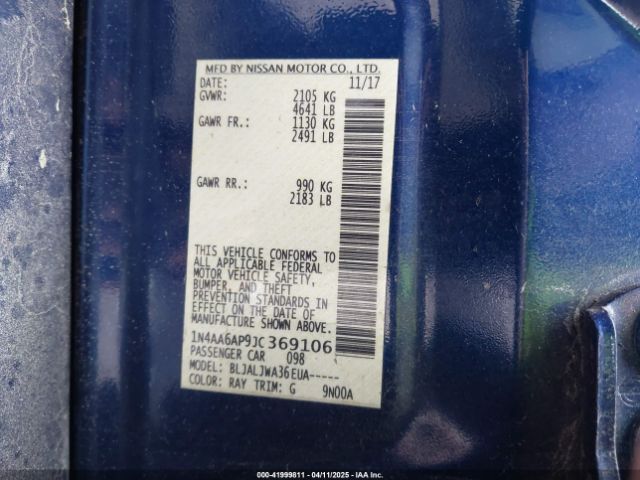 MFD BY NISSAN MOTOR CO., LTD.
DATE: 11/17
GVWR: 2105 KG
4641 LB
GAWR FR.: 1130 KG
2491 LB
GAWR RR.: 990 KG
2183 LB
THIS VEHICLE CONFORMS TO
ALL APPLICABLE FEDERAL
MOTOR VEHICLE SAFETY,
BUMPER, AND THEFT
PREVENTION STANDARDS IN
EFFECT ON THE DATE OF
MANUFACTURE SHOWN ABOVE.
1N4AA6AP9JC369106
PASSENGER CAR 098
MODEL: BLJALJWA36EUA-----
COLOR: RAY TRIM: G 9N00A
000-41999811 - 04/11/2025 - IAA Inc.